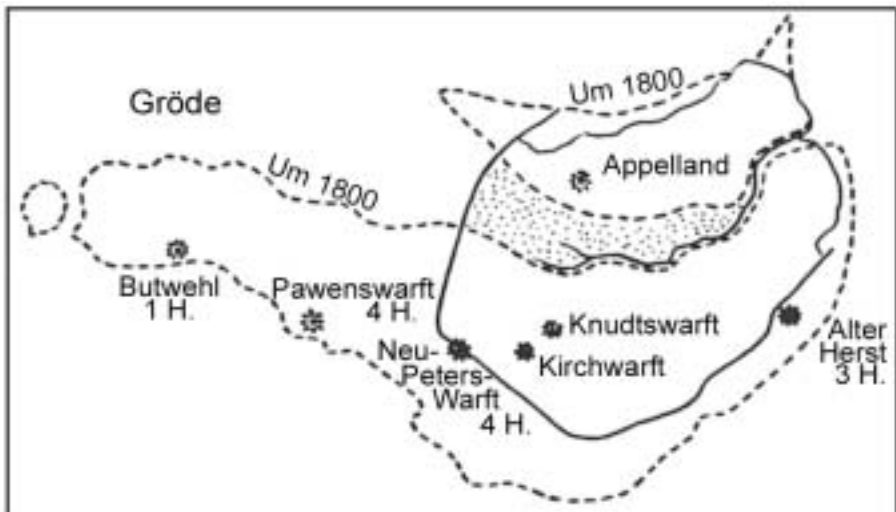 Um 1800
Gröde
Appelland
Um 1800
Butwehl
1 H.
Pawenswarft
4 H.
Neu-
Peters-
Warft
4 H.
Knudtswarft
Kirchwarft
Alter
Herst
3 H.